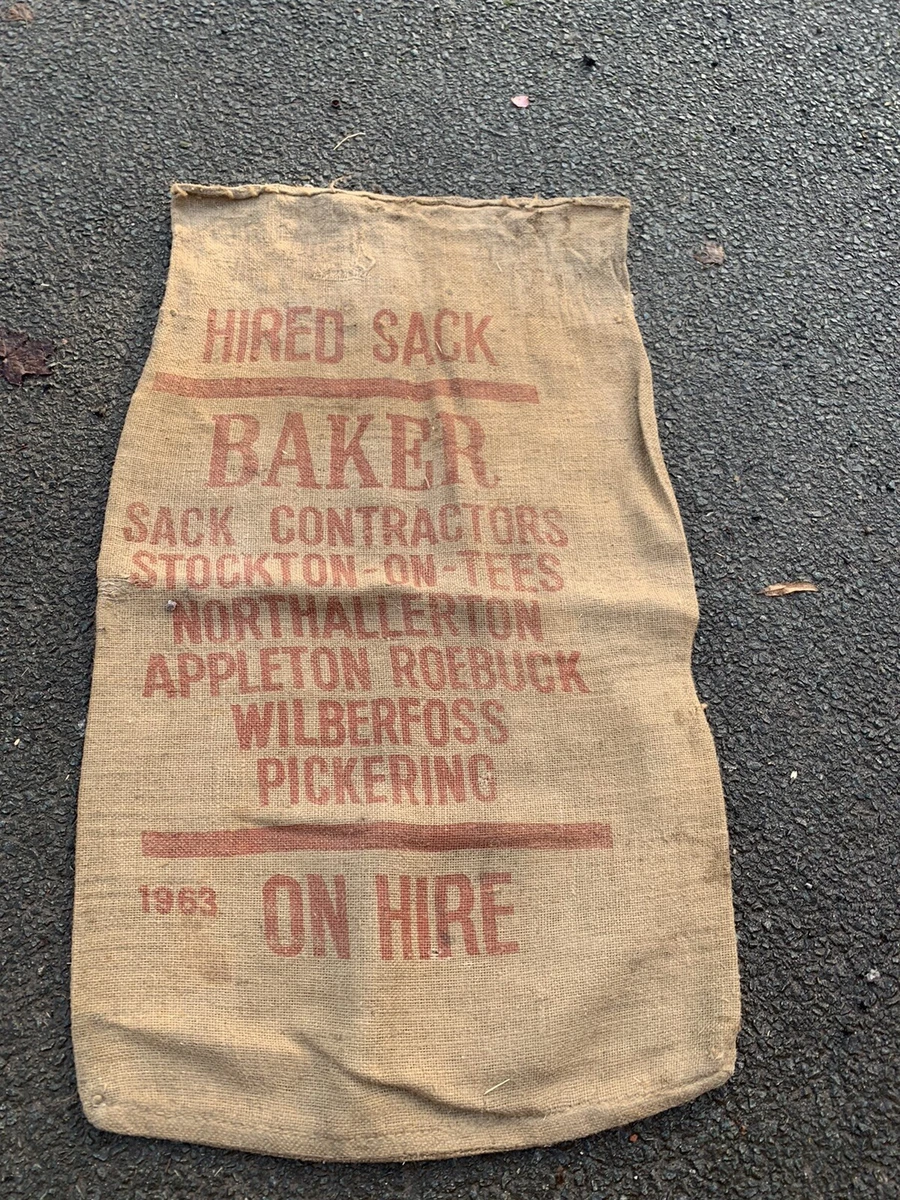 HIRED SACK
BAKER
SACK CONTRACTORS
STOCKTON-ON-TEES
NORTHALLERTON
APPLETON ROEBUCK
WILBERFOSS
PICKERING
1963 ON HIRE